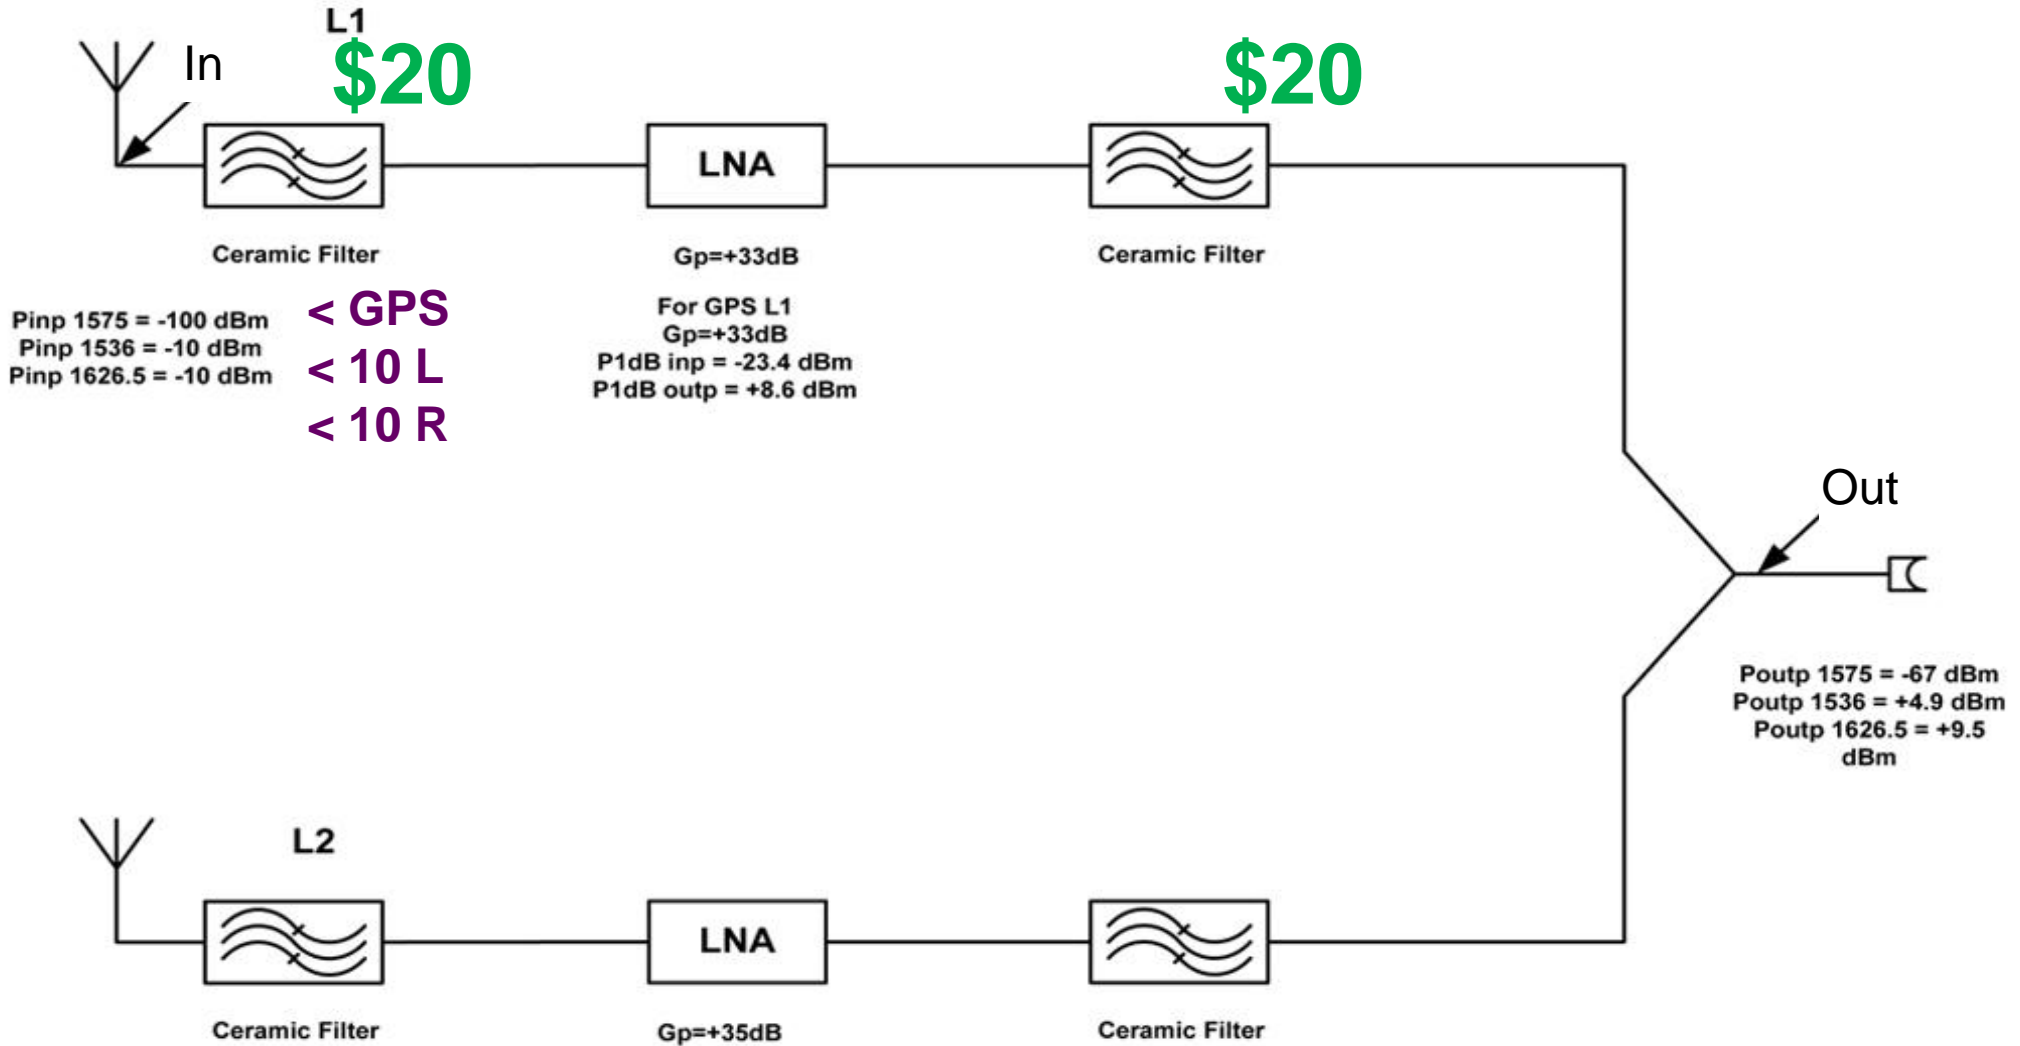 L1
In
$20
$20
LNA
Ceramic Filter
Gp=+33dB
Ceramic Filter
Pinp 1575 = -100 dBm
Pinp 1536 = -10 dBm
Pinp 1626.5 = -10 dBm
< GPS
< 10 L
< 10 R
For GPS L1
Gp=+33dB
P1dB inp = -23.4 dBm
P1dB outp = +8.6 dBm
Out
Poutp 1575 = -67 dBm
Poutp 1536 = +4.9 dBm
Poutp 1626.5 = +9.5
dBm
L2
LNA
Ceramic Filter
Gp=+35dB
Ceramic Filter